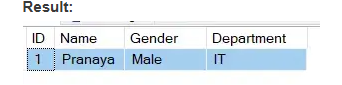 Result:
ID Name Gender Department
1 Pranaya Male IT